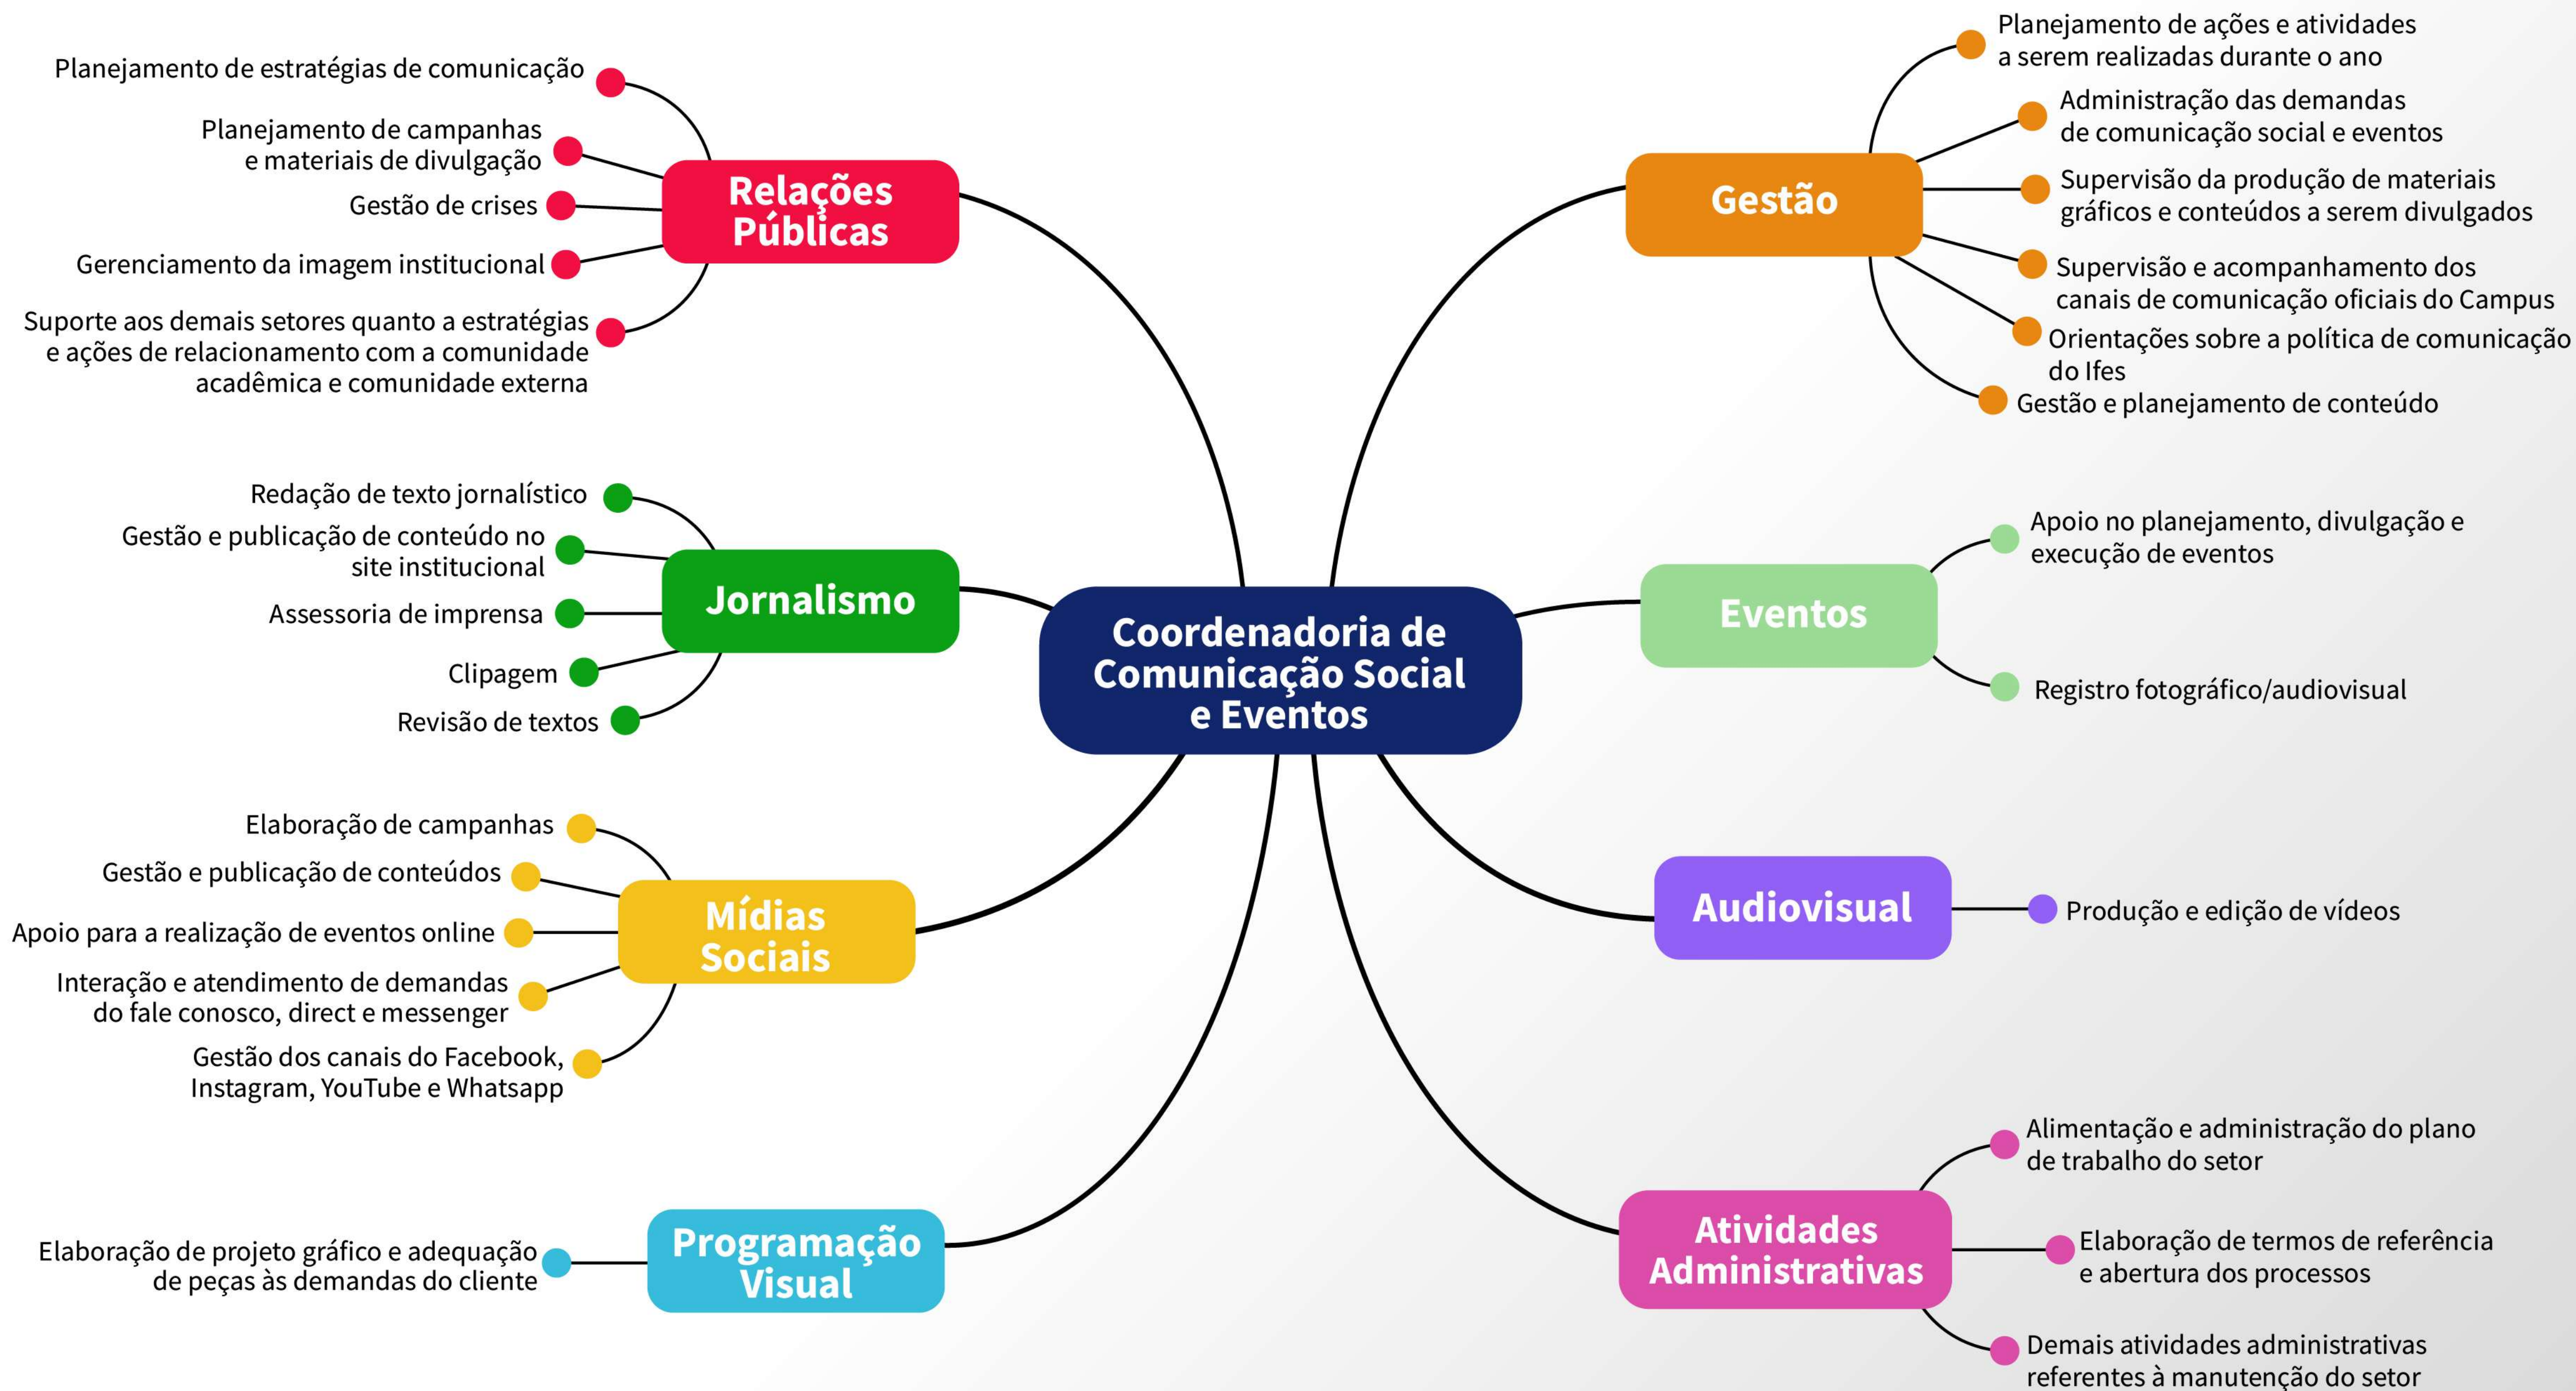 Planejamento de estratégias de comunicação
Planejamento de campanhas
e materiais de divulgação
Gestão de crises
Gerenciamento da imagem institucional
Suporte aos demais setores quanto a estratégias
e ações de relacionamento com a comunidade
acadêmica e comunidade externa
Relações
Públicas
Redação de texto jornalístico
Gestão e publicação de conteúdo no
site institucional
Assessoria de imprensa
Clipagem
Revisão de textos
Jornalismo
Elaboração de campanhas
Gestão e publicação de conteúdos
Apoio para a realização de eventos online
Interação e atendimento de demandas
do fale conosco, direct e messenger
Gestão dos canais do Facebook,
Instagram, YouTube e Whatsapp
Mídias
Sociais
Elaboração de projeto gráfico e adequação
de peças às demandas do cliente
Programação
Visual
Coordenadoria de
Comunicação Social
e Eventos
Gestão
Planejamento de ações e atividades
a serem realizadas durante o ano
Administração das demandas
de comunicação social e eventos
Supervisão da produção de materiais
gráficos e conteúdos a serem divulgados
Supervisão e acompanhamento dos
canais de comunicação oficiais do Campus
Orientações sobre a política de comunicação
do Ifes
Gestão e planejamento de conteúdo
Eventos
Apoio no planejamento, divulgação e
execução de eventos
Registro fotográfico/audiovisual
Audiovisual
Produção e edição de vídeos
Atividades
Administrativas
Alimentação e administração do plano
de trabalho do setor
Elaboração de termos de referência
e abertura dos processos
Demais atividades administrativas
referentes à manutenção do setor